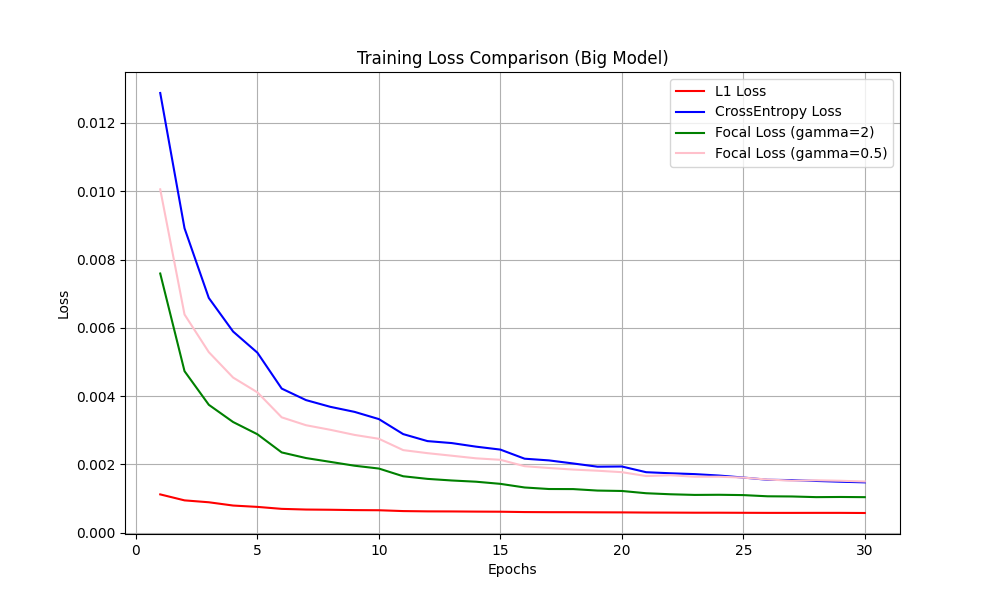 Training Loss Comparison (Big Model)
L1 Loss
CrossEntropy Loss
Focal Loss (gamma=2)
Focal Loss (gamma=0.5)
Loss
0.012
0.010
0.008
0.006
0.004
0.002
0.000
0 5 10 15 20 25 30
Epochs